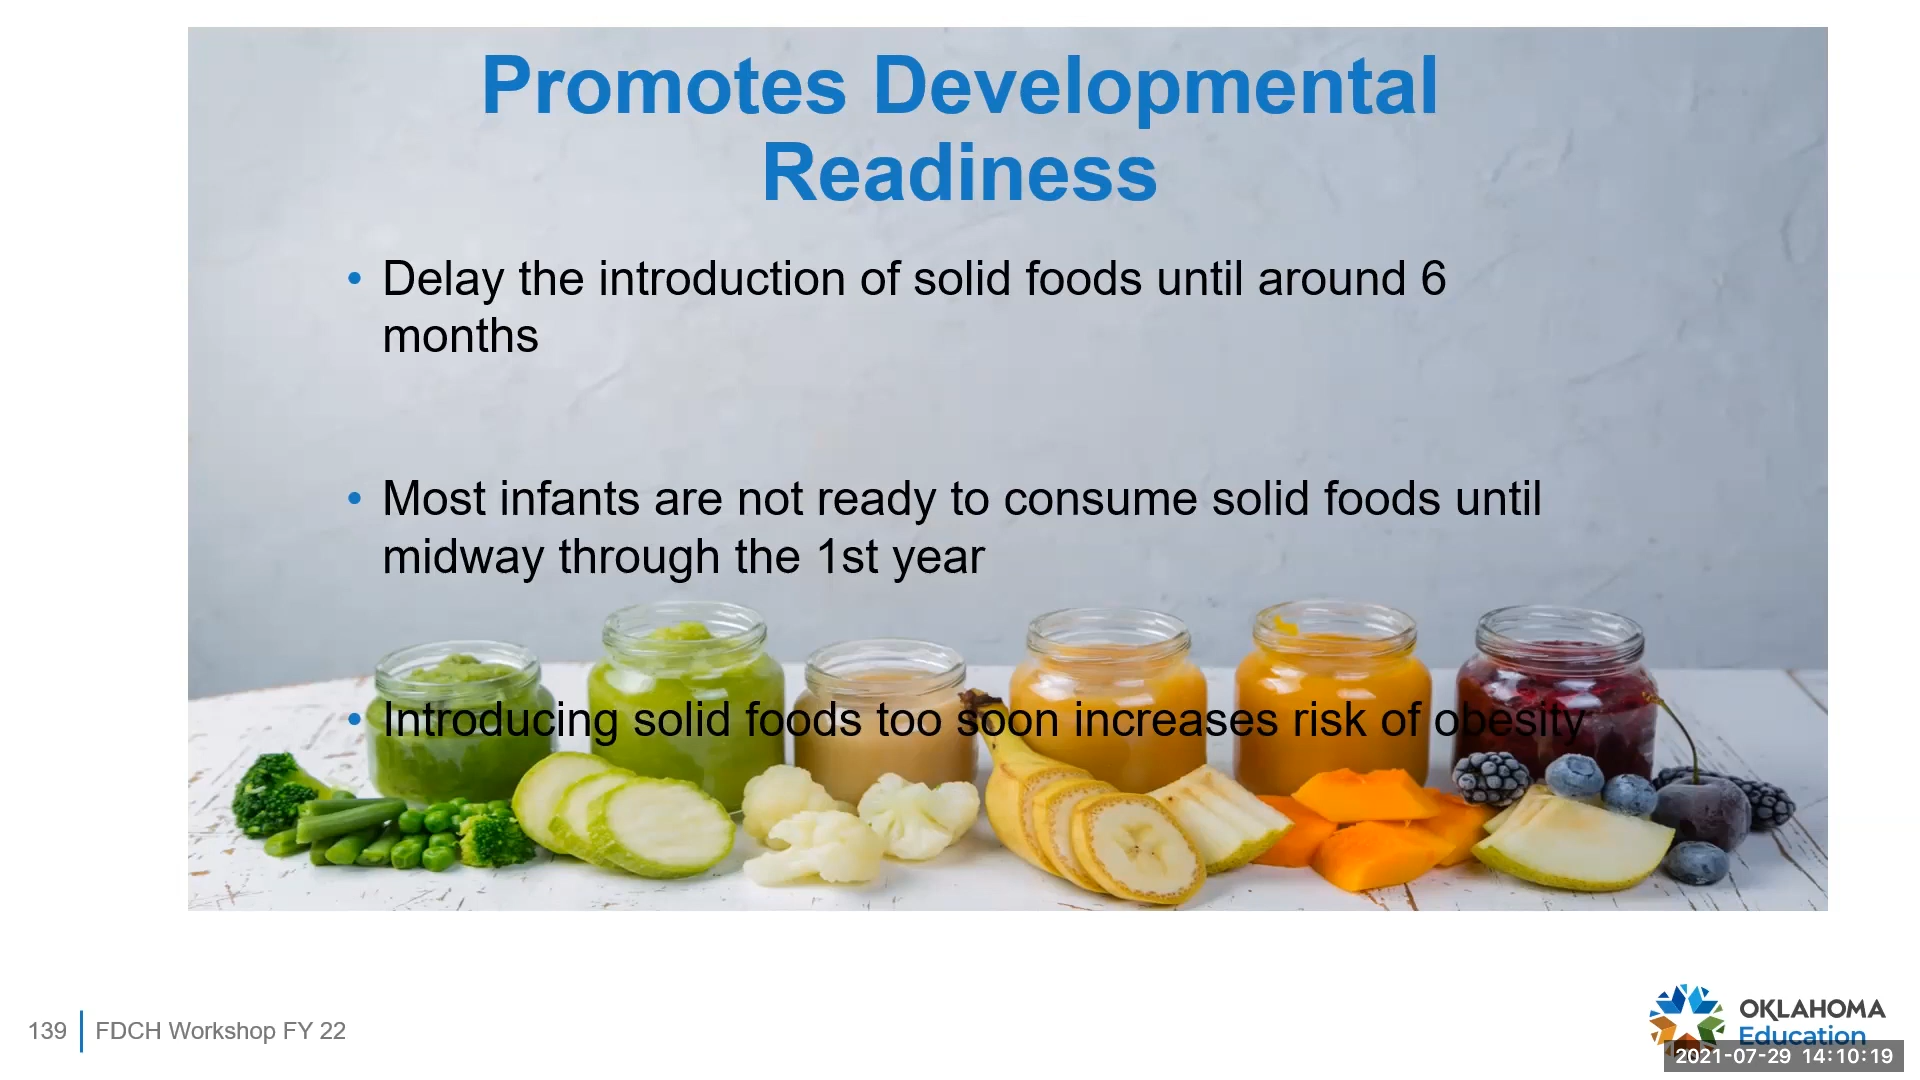 Promotes Developmental
Readiness
• Delay the introduction of solid foods until around 6
months
• Most infants are not ready to consume solid foods until
midway through the 1st year
• Introducing solid foods too soon increases risk of obesity
139 FDCH Workshop FY 22
OKLAHOMA
Education
2021-07-29 14:10:19